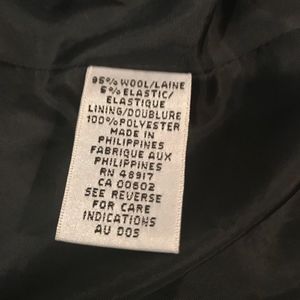 95% WOOL/LAINE
5% ELASTIC/
ELASTIQUE
LINING/DOUBLURE
100% POLYESTER
MADE IN
PHILIPPINES
FABRIQUE AUX
PHILIPPINES
RN 48917
CA 00602
SEE REVERSE
FOR CARE
INDICATIONS
AU DOS